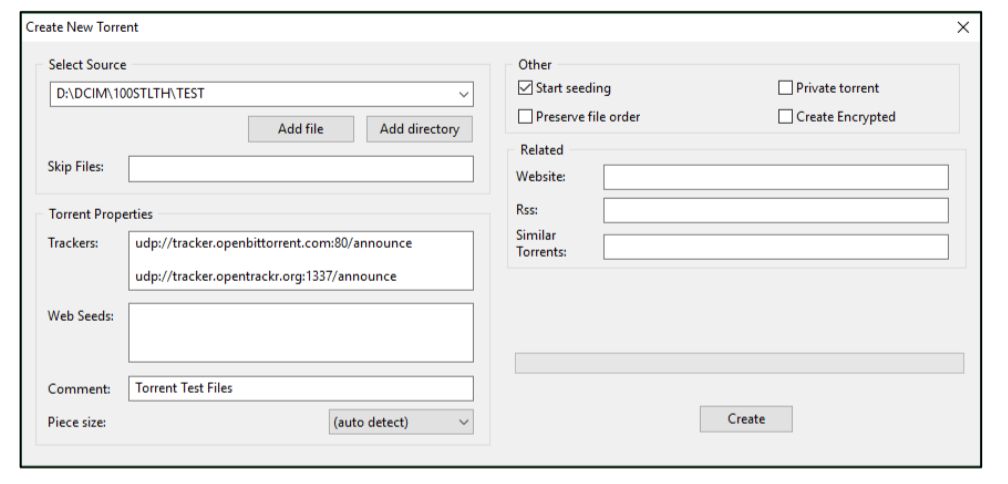 Create New Torrent
Select Source
D:\DCIM\100STLTH\TEST
Add file
Add directory
Skip Files:
Torrent Properties
Trackers:
udp://tracker.openbittorrent.com:80/announce
udp://tracker.opentrackr.org:1337/announce
Web Seeds:
Comment:
Torrent Test Files
Piece size:
(auto detect)
Other
Start seeding
Private torrent
Preserve file order
Create Encrypted
Related
Website:
Rss:
Similar
Torrents:
Create